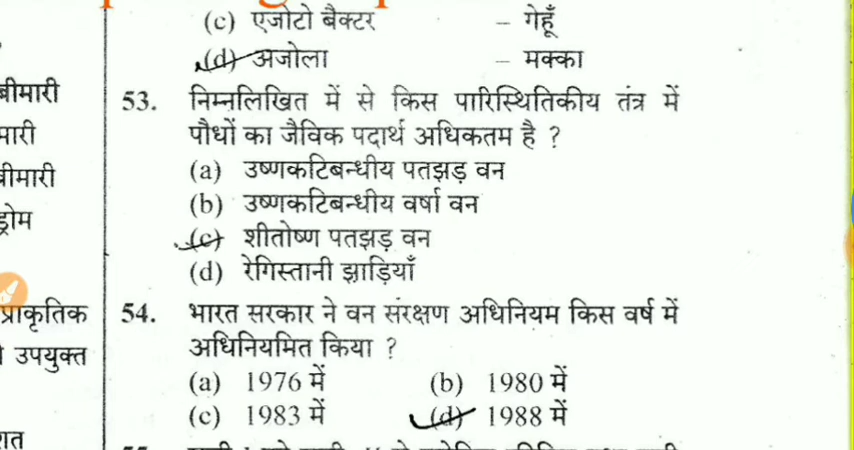 (c) एजोटो बैक्टर – गेहूँ
(d) अजोला – मक्का
बीमारी
53. निम्नलिखित में से किस पारिस्थितिकीय तंत्र में
मारी
पौधों का जैविक पदार्थ अधिकतम है ?
बीमारी
(a) उष्णकटिबन्धीय पतझड़ वन
(b) उष्णकटिबन्धीय वर्षा वन
ड्रोम
(c) शीतोष्ण पतझड़ वन
(d) रेगिस्तानी झाड़ियाँ
प्राकृतिक
54. भारत सरकार ने वन संरक्षण अधिनियम किस वर्ष में
उपयुक्त
अधिनियमित किया ?
(a) 1976 में (b) 1980 में
(c) 1983 में (d) 1988 में